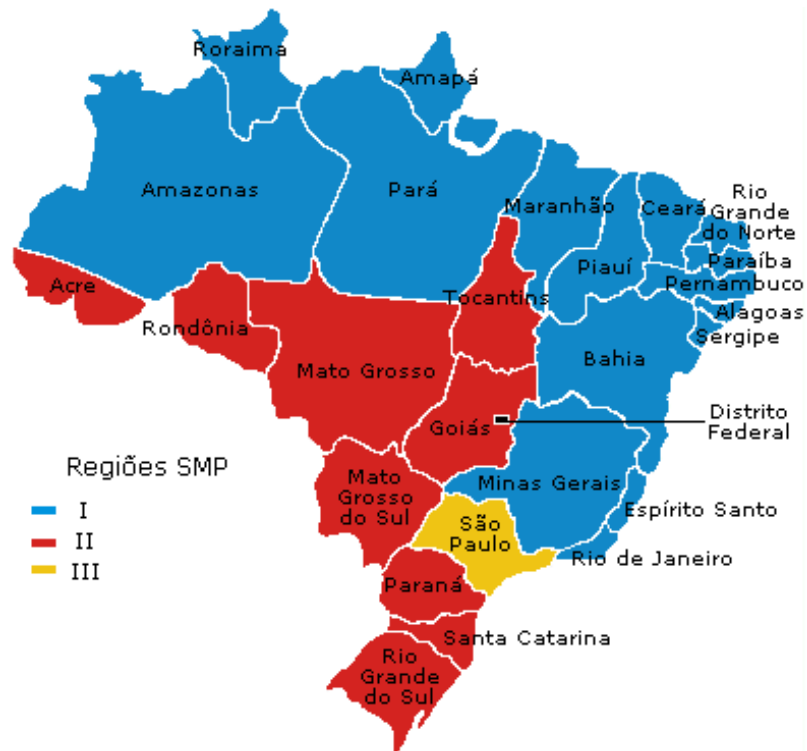 Roraima
Amapá
Amazonas
Pará
Maranhão
Ceará
Rio
Grande
do Norte
Piauí
Paraíba
Pernambuco
Acre
Tocantins
Alagoas
Rondônia
Sergipe
Bahia
Mato Grosso
Goiás
Distrito
Federal
Regiões SMP
I
II
III
Mato
Grosso
do Sul
Minas Gerais
Espírito Santo
São
Paulo
Rio de Janeiro
Paraná
Santa Catarina
Rio
Grande
do Sul